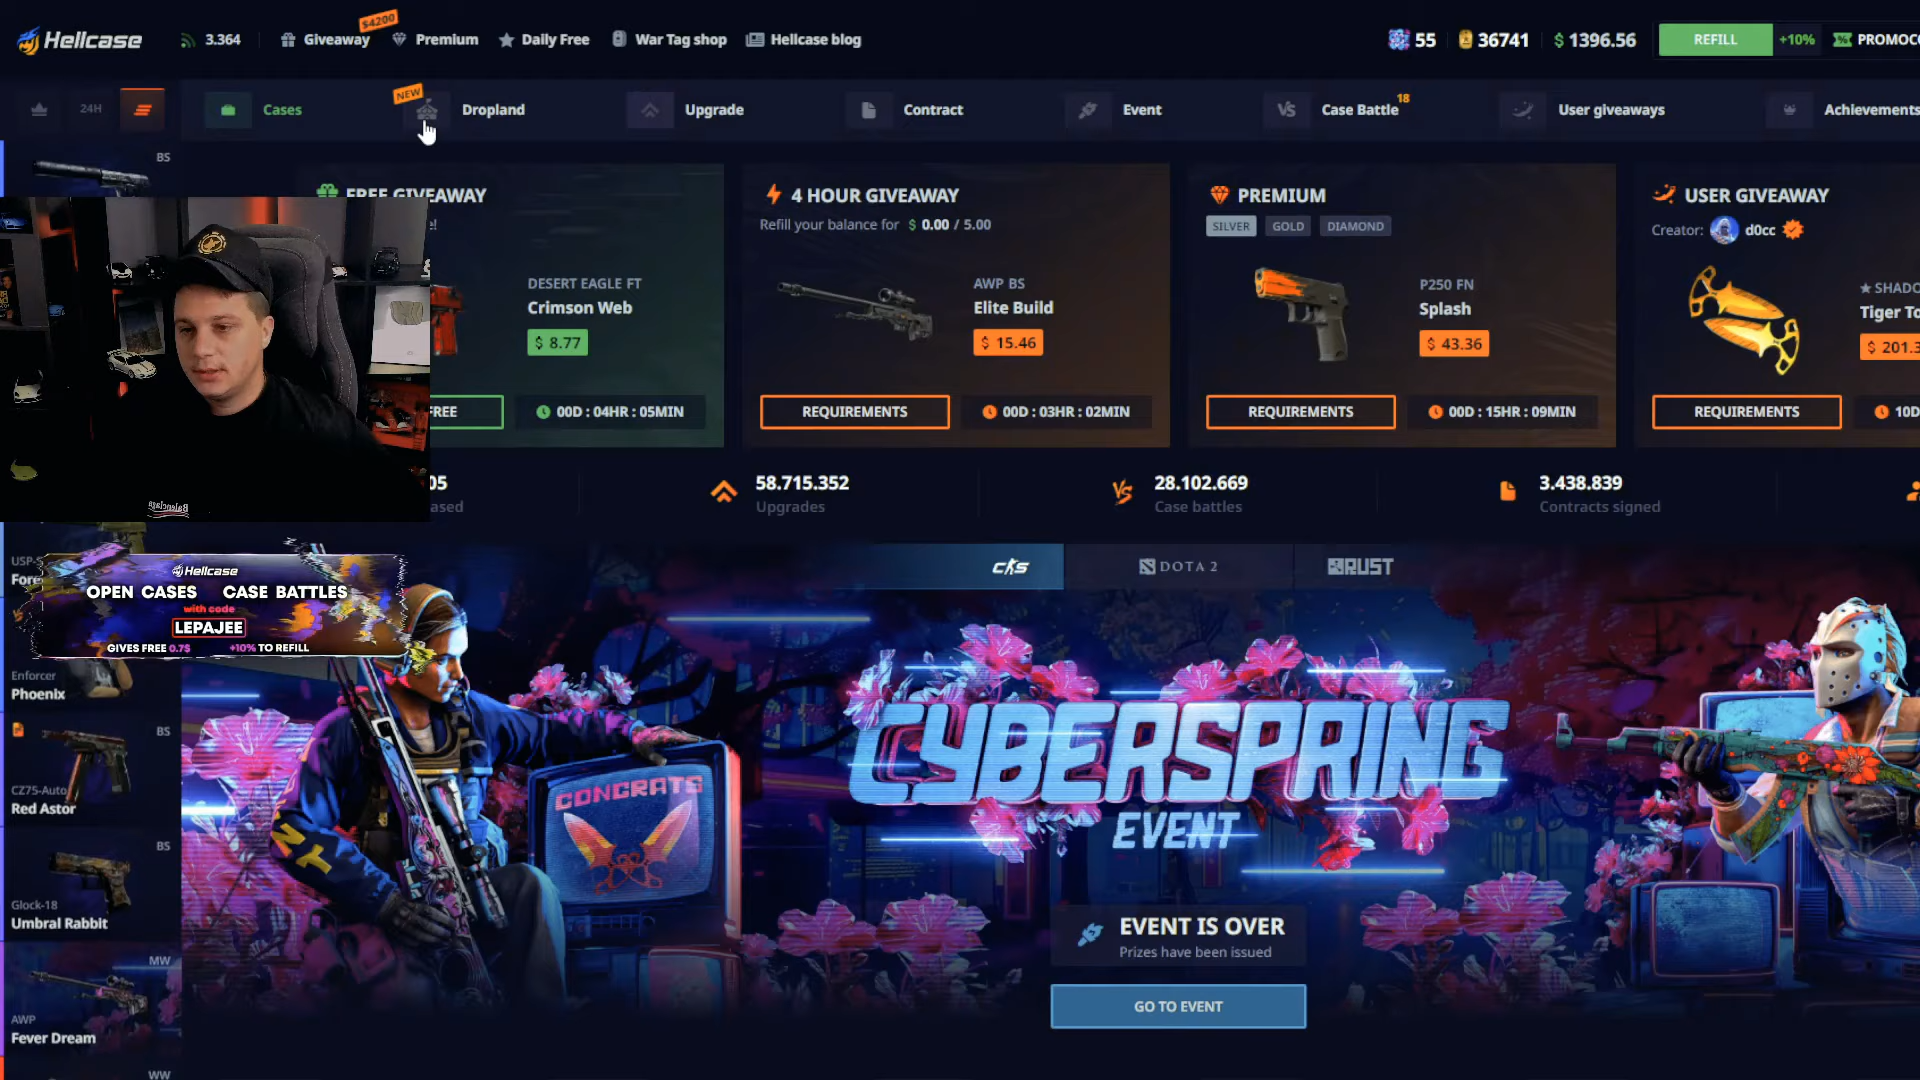 Hellcase
3.364
Giveaway
$4200
Premium
Daily Free
War Tag shop
Hellcase blog
55
36741
$ 1396.56
REFILL
+10%
PROMOCO
24H
Cases
NEW
Dropland
Upgrade
Contract
Event
VS
Case Battle
18
User giveaways
Achievements
BS
FREE GIVEAWAY
e!
DESERT EAGLE FT
Crimson Web
$ 8.77
FREE
00D : 04HR : 05MIN
4 HOUR GIVEAWAY
Refill your balance for $ 0.00 / 5.00
AWP BS
Elite Build
$ 15.46
REQUIREMENTS
00D : 03HR : 02MIN
PREMIUM
SILVER
GOLD
DIAMOND
P250 FN
Splash
$ 43.36
REQUIREMENTS
00D : 15HR : 09MIN
USER GIVEAWAY
Creator: d0cc
★ SHADO
Tiger To
$ 201.3
REQUIREMENTS
10D
05
ased
58.715.352
Upgrades
VS
28.102.669
Case battles
3.438.839
Contracts signed
Balenciaga
USP-S
Fore
Hellcase
OPEN CASES CASE BATTLES
with code
LEPAJEE
GIVES FREE 0.7$ +10% TO REFILL
CS
DOTA 2
RUST
Enforcer
Phoenix
BS
CZ75-Auto
Red Astor
BS
Glock-18
Umbral Rabbit
MW
AWP
Fever Dream
WW
CONCRATS
NY
CYBERSPRING
EVENT
EVENT IS OVER
Prizes have been issued
GO TO EVENT